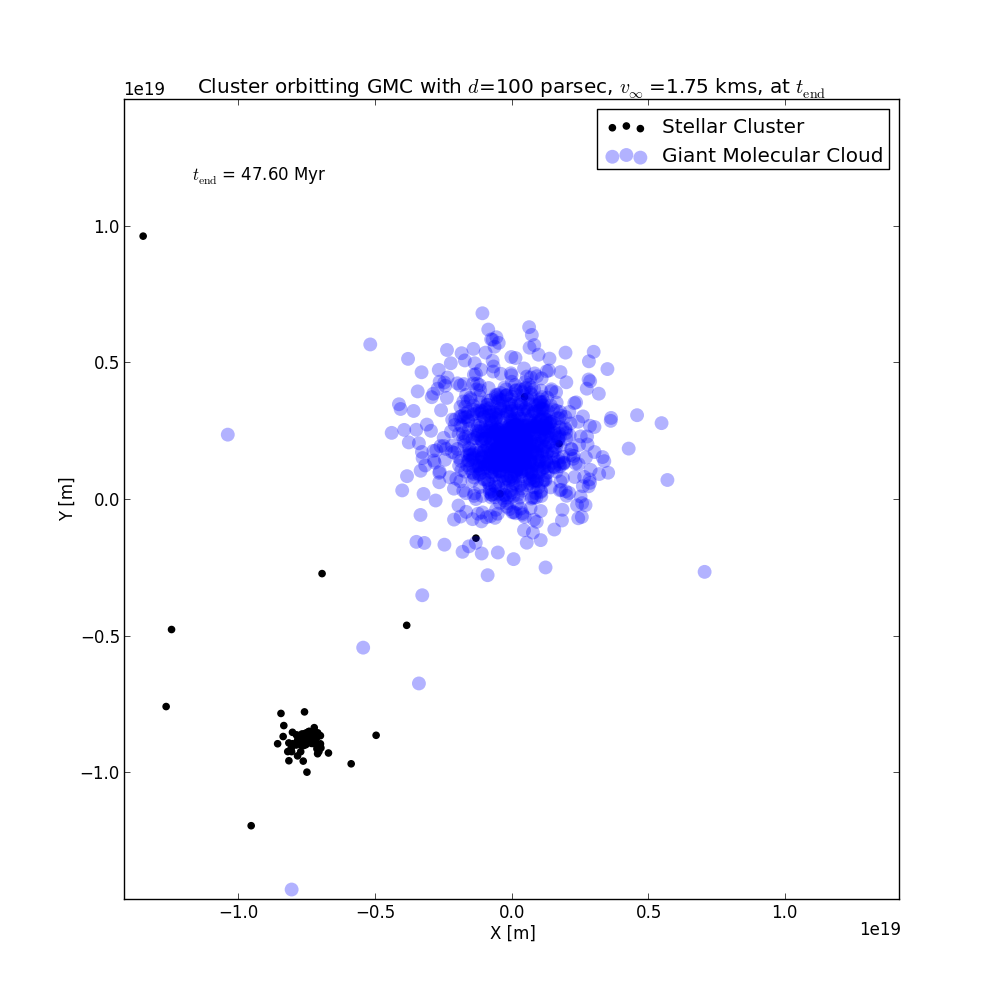 1e19
Cluster orbitting GMC with d=100 parsec, v∞ =1.75 kms, at tend
Stellar Cluster
Giant Molecular Cloud
tend = 47.60 Myr
1.0
0.5
0.0
−0.5
−1.0
Y [m]
−1.0 −0.5 0.0 0.5 1.0
X [m]
1e19